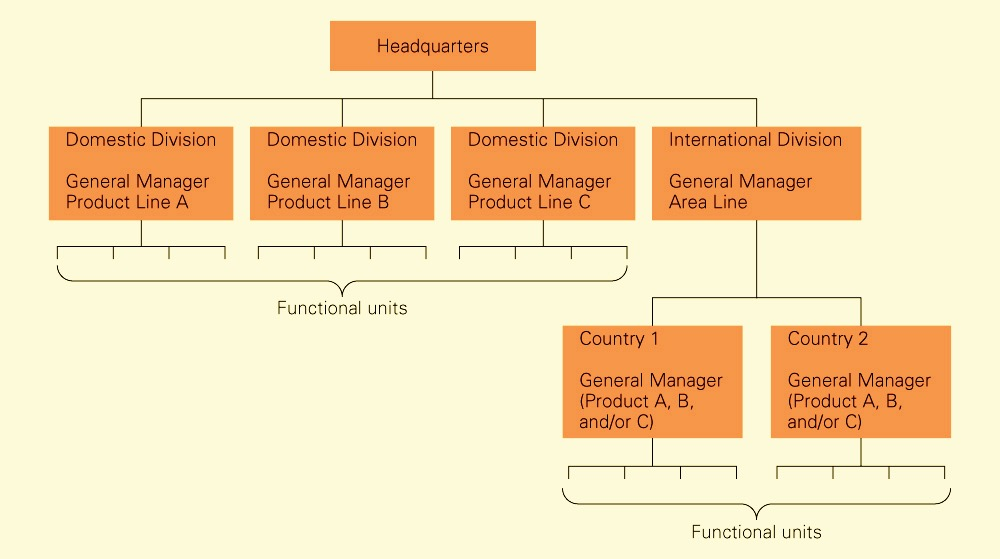 Headquarters
Domestic Division
General Manager
Product Line A
Domestic Division
General Manager
Product Line B
Domestic Division
General Manager
Product Line C
International Division
General Manager
Area Line
Functional units
Country 1
General Manager
(Product A, B,
and/or C)
Country 2
General Manager
(Product A, B,
and/or C)
Functional units